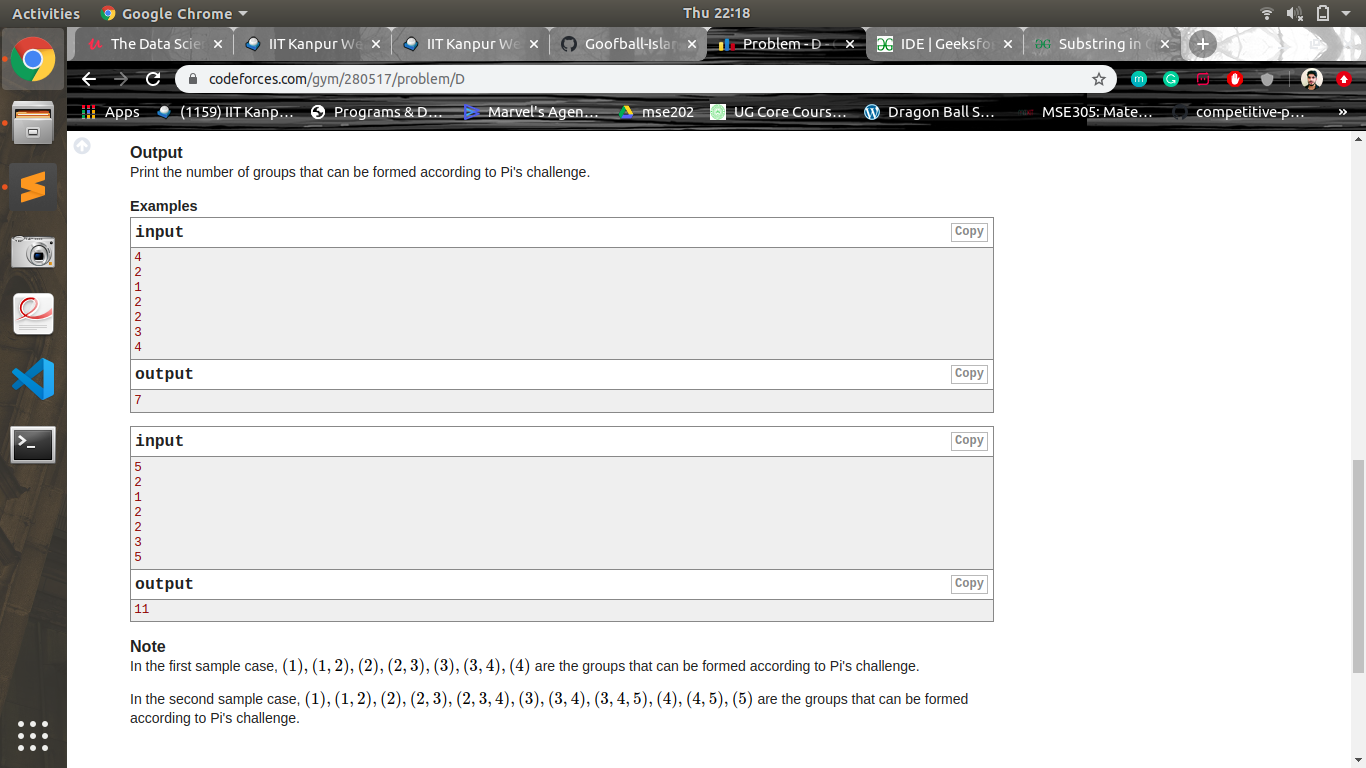 Activities Google Chrome Thu 22:18
The Data Scien IIT Kanpur We IIT Kanpur We Goofball-Islan Problem - D - C IDE | Geeksfo Substring in C
codeforces.com/gym/280517/problem/D
Apps (1159) IIT Kanp... Programs & D... Marvel's Agen... mse202 UG Core Cours... Dragon Ball S... MSE305: Mate... competitive-p... »
Output
Print the number of groups that can be formed according to Pi's challenge.
Examples
input Copy
4
2
1
2
2
3
4
output Copy
7
input Copy
5
2
1
2
2
3
5
output Copy
11
Note
In the first sample case, (1), (1, 2), (2), (2, 3), (3), (3, 4), (4) are the groups that can be formed according to Pi's challenge.
In the second sample case, (1), (1, 2), (2), (2, 3), (2, 3, 4), (3), (3, 4), (3, 4, 5), (4), (4, 5), (5) are the groups that can be formed
according to Pi's challenge.